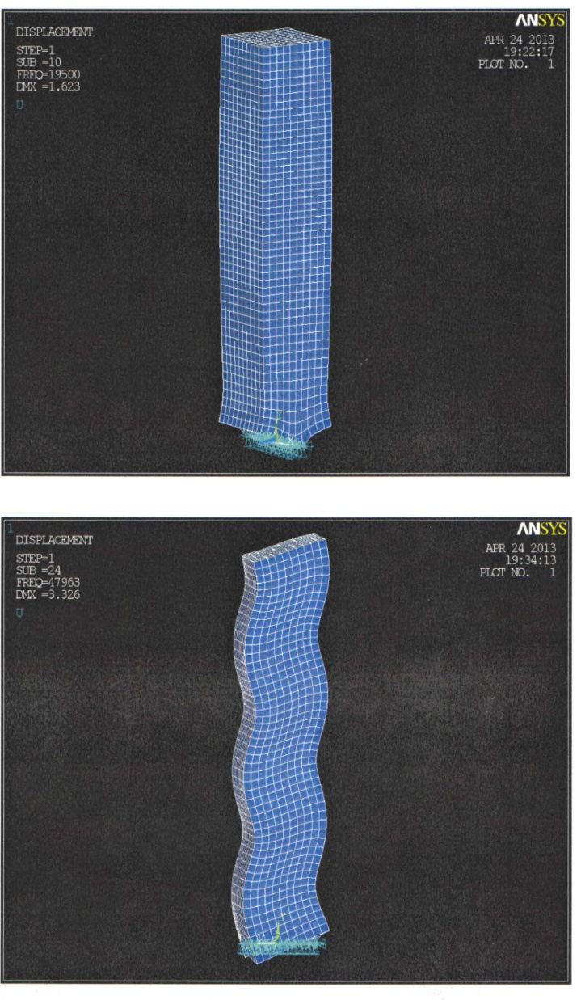 1
DISPLACEMENT
STEP=1
SUB =10
FREQ=19500
DMX =1.623
U
ANSYS
APR 24 2013
19:22:17
PLOT NO. 1
1
DISPLACEMENT
STEP=1
SUB =24
FREQ=47963
DMX =3.326
U
ANSYS
APR 24 2013
19:34:13
PLOT NO. 1